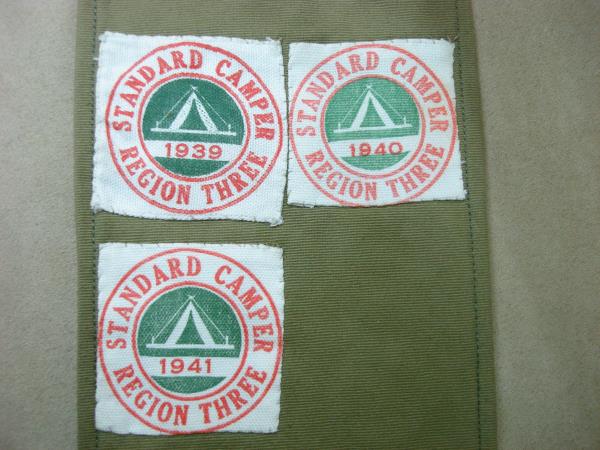 STANDARD CAMPER
1939
REGION THREE
STANDARD CAMPER
1940
REGION THREE
STANDARD CAMPER
1941
REGION THREE